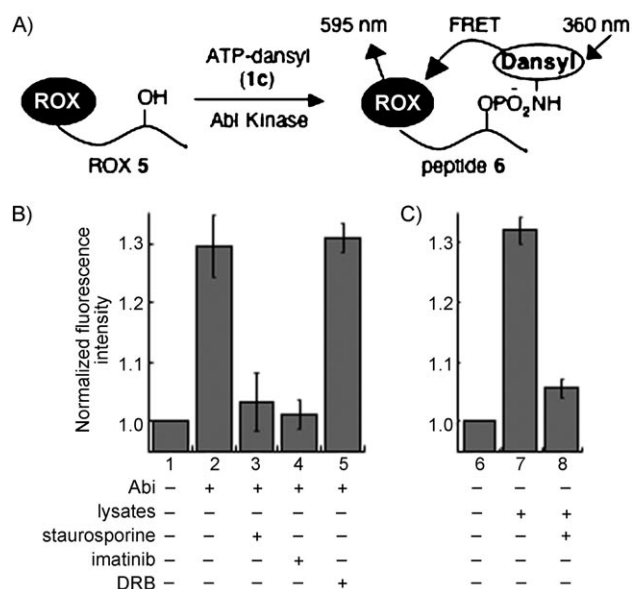 A)
595 nm
FRET
360 nm
ATP-dansyl
(1c)
Abl Kinase
ROX
OH
ROX 5
ROX
Dansyl
OPO2NH
-
peptide 6
B)
C)
Normalized fluorescence
intensity
1.3
1.2
1.1
1.0
1.3
1.2
1.1
1.0
1 2 3 4 5
6 7 8
Abi – + + + + – – –
lysates – – – – – – + +
staurosporine – – + – – – – +
imatinib – – – + – – – –
DRB – – – – + – – –